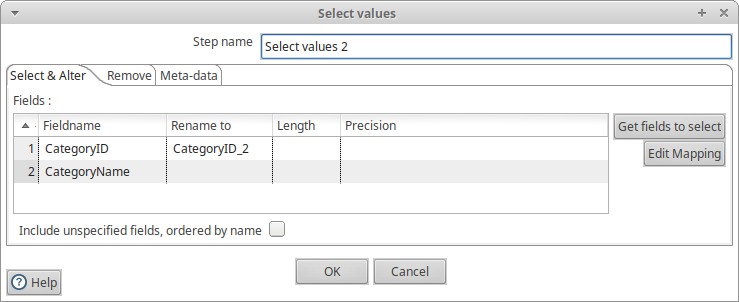 Select values
Step name Select values 2
Select & Alter Remove Meta-data
Fields :
Fieldname Rename to Length Precision
1 CategoryID CategoryID_2
2 CategoryName
Get fields to select
Edit Mapping
Include unspecified fields, ordered by name
OK Cancel
Help